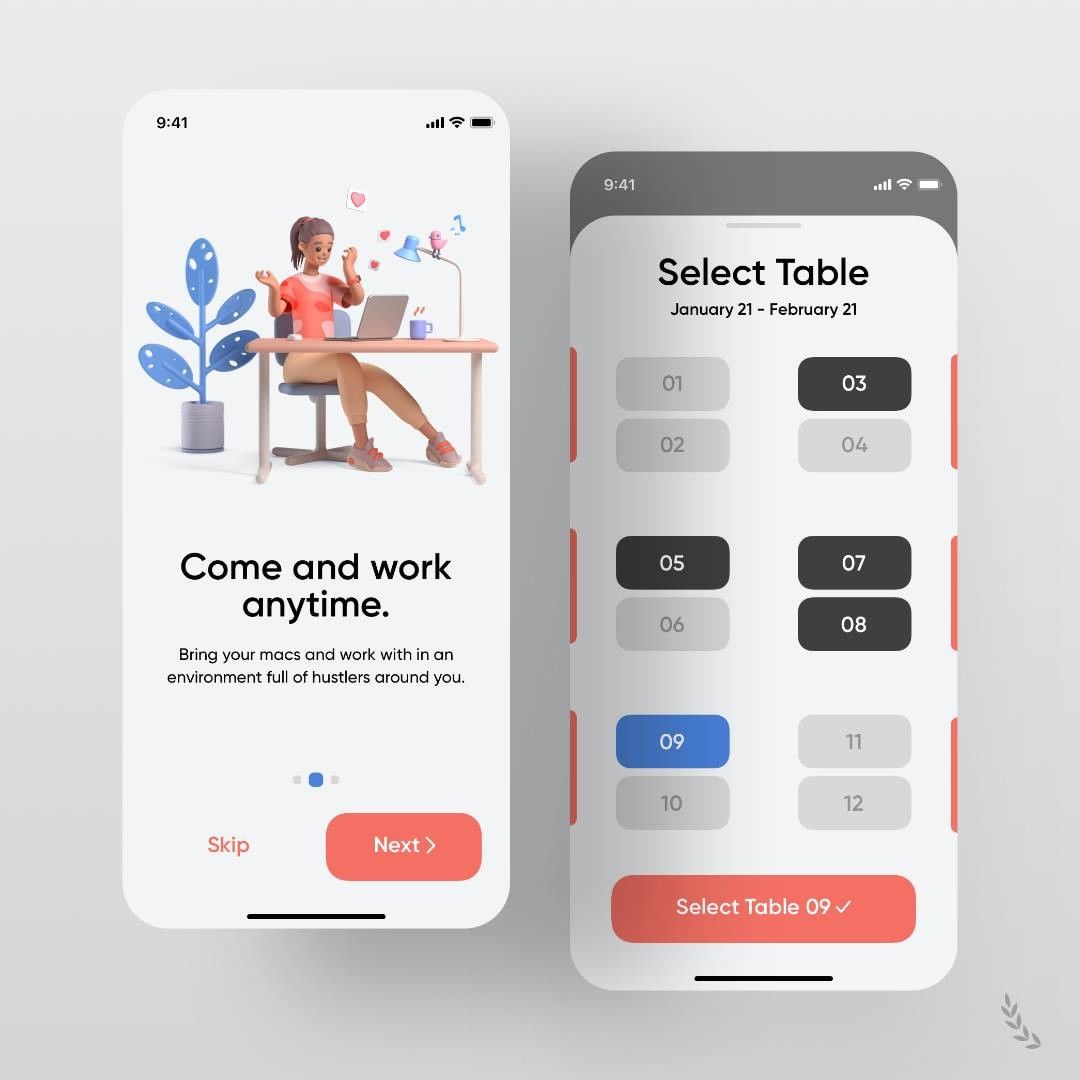 9:41
Come and work
anytime.
Bring your macs and work with in an
environment full of hustlers around you.
Skip
Next
9:41
Select Table
January 21 - February 21
01
03
02
04
05
07
06
08
09
11
10
12
Select Table 09